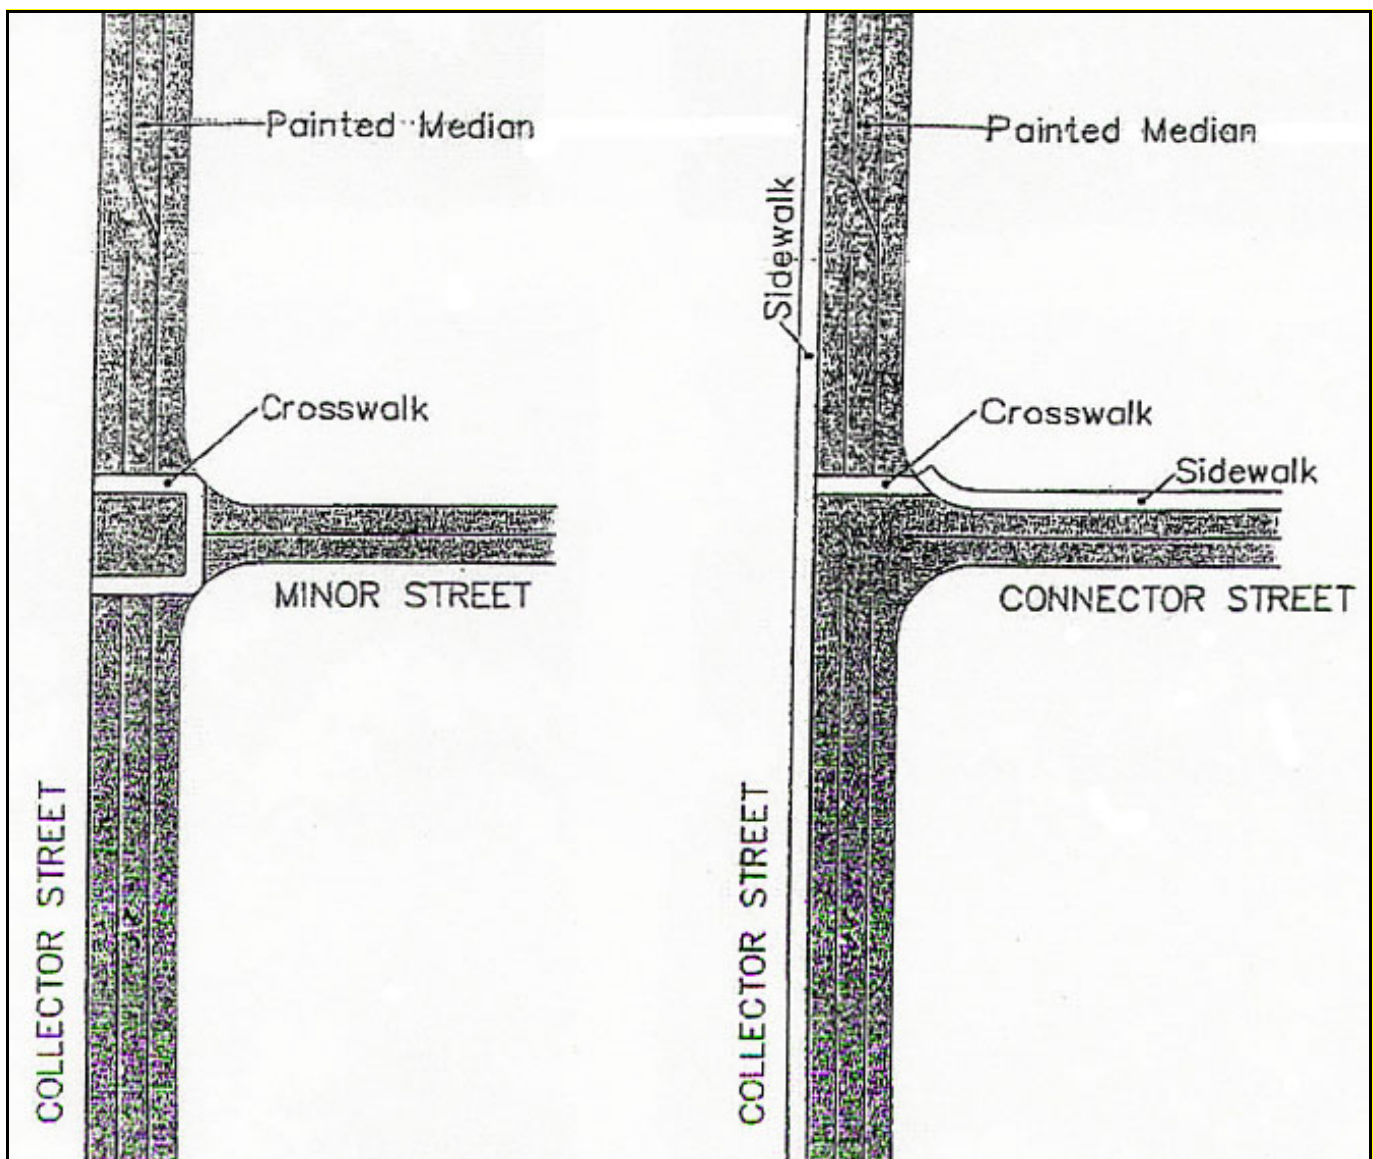 Painted Median
Crosswalk
MINOR STREET
COLLECTOR STREET
Painted Median
Sidewalk
Crosswalk
Sidewalk
CONNECTOR STREET
COLLECTOR STREET